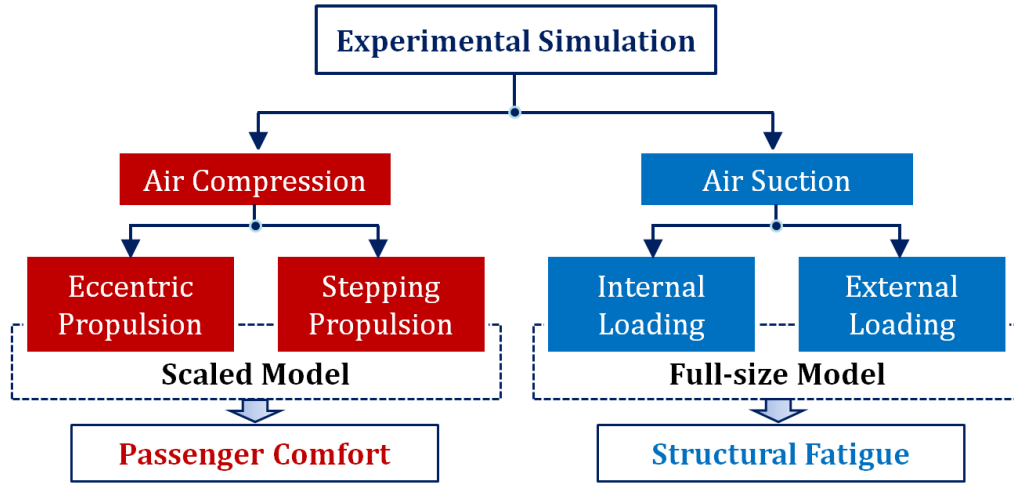 Experimental Simulation
Air Compression
Air Suction
Eccentric
Propulsion
Stepping
Propulsion
Internal
Loading
External
Loading
Scaled Model
Full-size Model
Passenger Comfort
Structural Fatigue